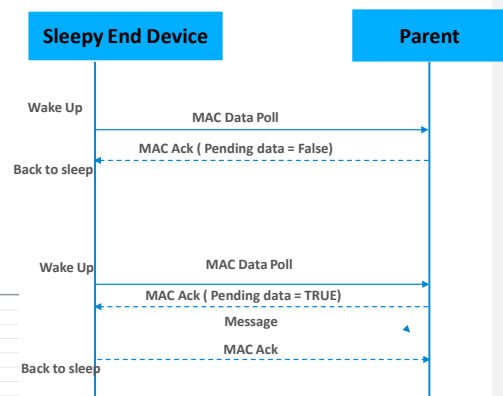 Sleepy End Device
Parent
Wake Up
MAC Data Poll
MAC Ack ( Pending data = False)
Back to sleep
Wake Up
MAC Data Poll
MAC Ack ( Pending data = TRUE)
Message
MAC Ack
Back to sleep